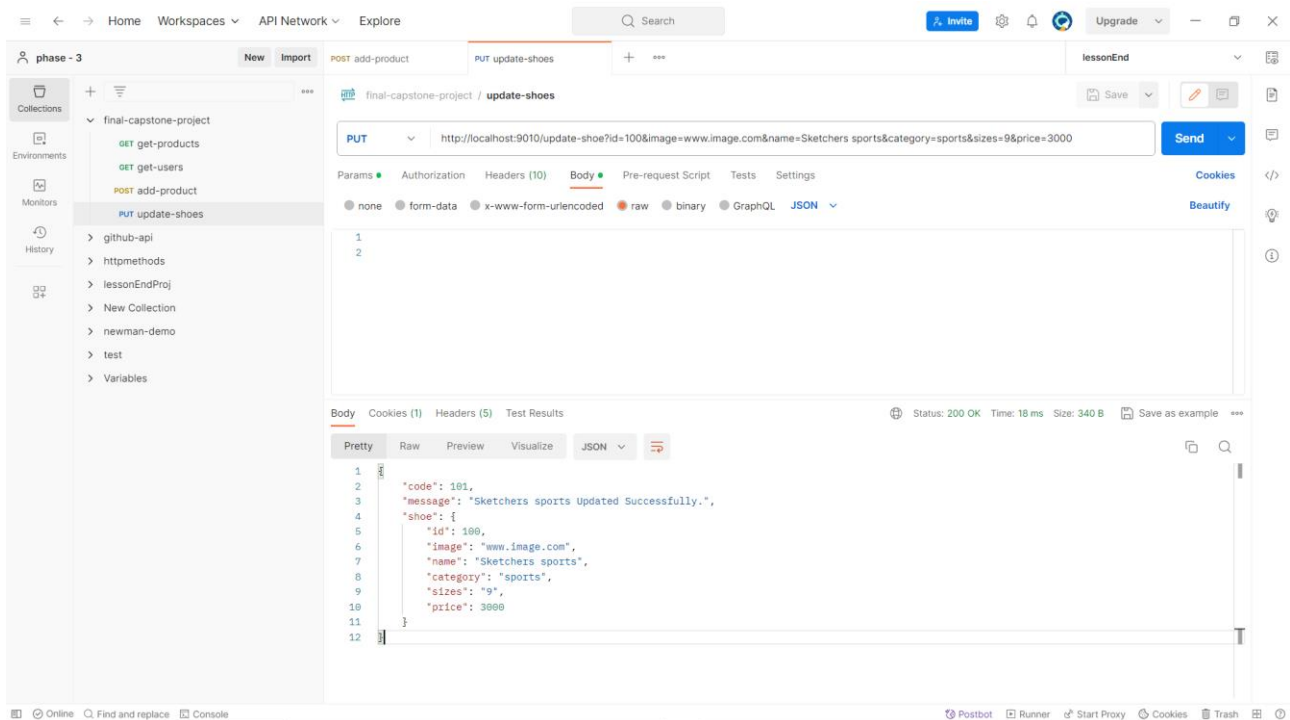 Home Workspaces API Network Explore Search Invite Upgrade
phase - 3 New Import POST add-product PUT update-shoes lessonEnd
Collections
Environments
Monitors
History
final-capstone-project
GET get-products
GET get-users
POST add-product
PUT update-shoes
github-api
httpmethods
lessonEndProj
New Collection
newman-demo
test
Variables
HTTP final-capstone-project / update-shoes Save
PUT http://localhost:9010/update-shoe?id=100&image=www.image.com&name=Sketchers sports&category=sports&sizes=9&price=3000 Send
Params Authorization Headers (10) Body Pre-request Script Tests Settings Cookies
none form-data x-www-form-urlencoded raw binary GraphQL JSON Beautify
1
2
Body Cookies (1) Headers (5) Test Results Status: 200 OK Time: 18 ms Size: 340 B Save as example
Pretty Raw Preview Visualize JSON
1 {
2 "code": 101,
3 "message": "Sketchers sports Updated Successfully.",
4 "shoe": {
5 "id": 100,
6 "image": "www.image.com",
7 "name": "Sketchers sports",
8 "category": "sports",
9 "sizes": "9",
10 "price": 3000
11 }
12 }
Online Find and replace Console Postbot Runner Start Proxy Cookies Trash